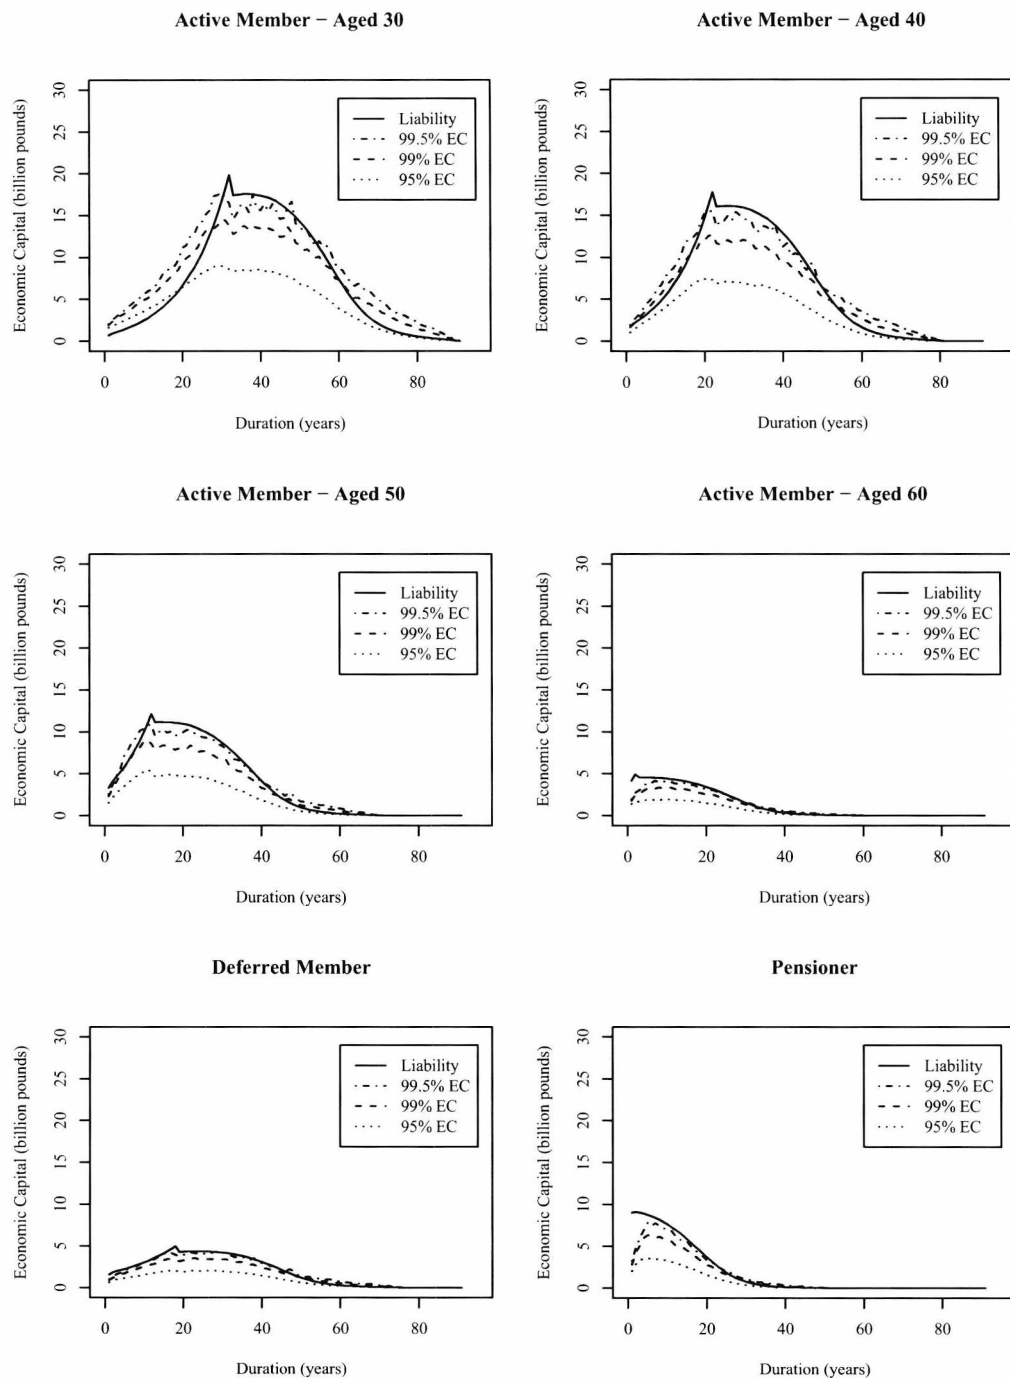 Active Member − Aged 30
Economic Capital (billion pounds)
30
25
20
15
10
5
0
Liability
99.5% EC
99% EC
95% EC
0 20 40 60 80
Duration (years)
Active Member − Aged 40
Economic Capital (billion pounds)
30
25
20
15
10
5
0
Liability
99.5% EC
99% EC
95% EC
0 20 40 60 80
Duration (years)
Active Member − Aged 50
Economic Capital (billion pounds)
30
25
20
15
10
5
0
Liability
99.5% EC
99% EC
95% EC
0 20 40 60 80
Duration (years)
Active Member − Aged 60
Economic Capital (billion pounds)
30
25
20
15
10
5
0
Liability
99.5% EC
99% EC
95% EC
0 20 40 60 80
Duration (years)
Deferred Member
Economic Capital (billion pounds)
30
25
20
15
10
5
0
Liability
99.5% EC
99% EC
95% EC
0 20 40 60 80
Duration (years)
Pensioner
Economic Capital (billion pounds)
30
25
20
15
10
5
0
Liability
99.5% EC
99% EC
95% EC
0 20 40 60 80
Duration (years)